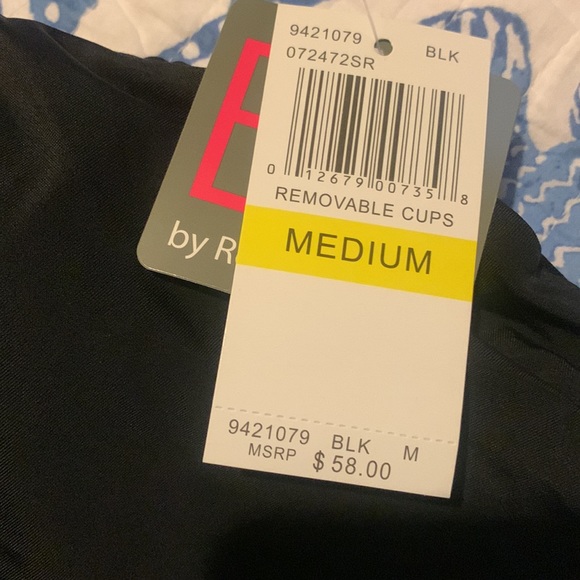 9421079 BLK
072472SR
0 12679 00735 8
REMOVABLE CUPS
MEDIUM
by R
9421079 BLK M
MSRP $58.00